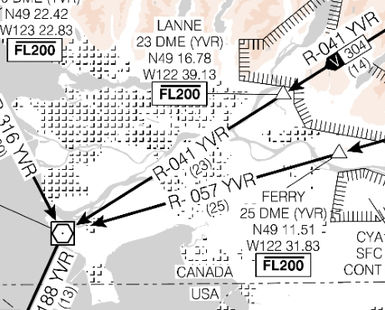 N49 22.42
W123 22.83
FL200
LANNE
23 DME (YVR)
N49 16.78
W122 39.13
FL200
R-041 YVR
V 304
(14)
R-041 YVR
(23)
R- 057 YVR
(25)
316 YVR
FERRY
25 DME (YVR)
N49 11.51
W122 31.83
FL200
188 YVR
(13)
CANADA
USA
CYA
SFC
CONT